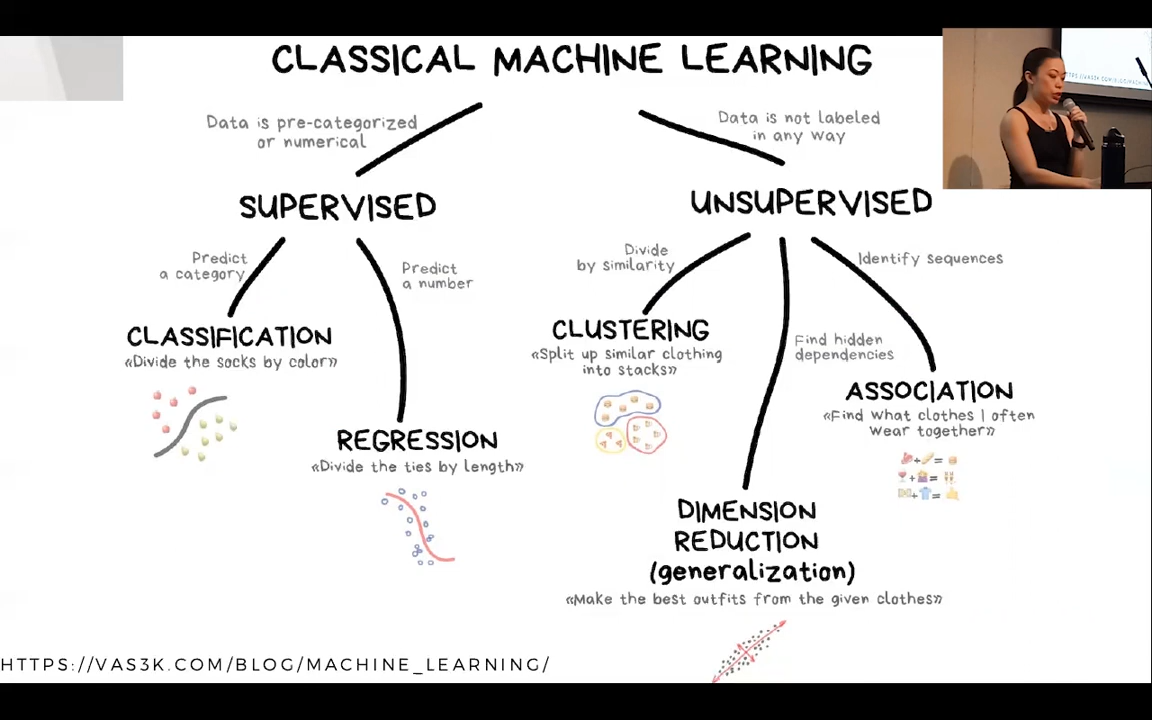 CLASSICAL MACHINE LEARNING
Data is pre-categorized
or numerical
Data is not labeled
in any way
SUPERVISED
UNSUPERVISED
Predict
a category
Predict
a number
Divide
by similarity
Identify sequences
CLASSIFICATION
«Divide the socks by color»
CLUSTERING
«Split up similar clothing
into stacks»
Find hidden
dependencies
ASSOCIATION
«Find what clothes I often
wear together»
REGRESSION
«Divide the ties by length»
DIMENSION
REDUCTION
(generalization)
«Make the best outfits from the given clothes»
HTTPS://VAS3K.COM/BLOG/MACHINE_LEARNING/